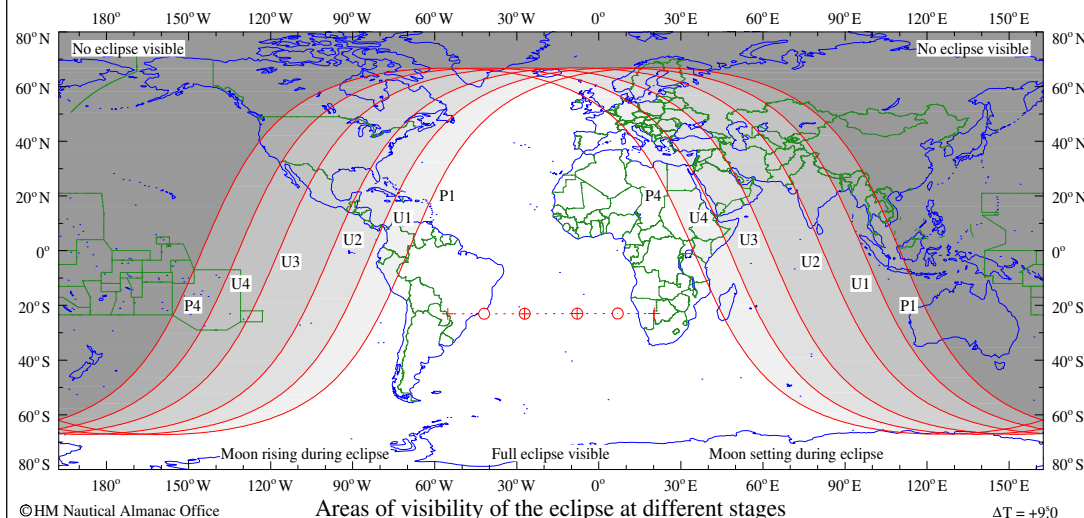 180° 150° W 120° W 90° W 60° W 30° W 0° 30° E 60° E 90° E 120° E 150° E
80° N 80° N
No eclipse visible No eclipse visible
60° N 60° N
40° N 40° N
20° N P1 P4 20° N
U1 U4
U2 U3
0° 0°
U3 U2
U4 U1
P4 P1
20° S 20° S
40° S 40° S
60° S 60° S
Moon rising during eclipse Full eclipse visible Moon setting during eclipse
80° S 80° S
180° 150° W 120° W 90° W 60° W 30° W 0° 30° E 60° E 90° E 120° E 150° E
© HM Nautical Almanac Office Areas of visibility of the eclipse at different stages ΔT = +9ˢ.0